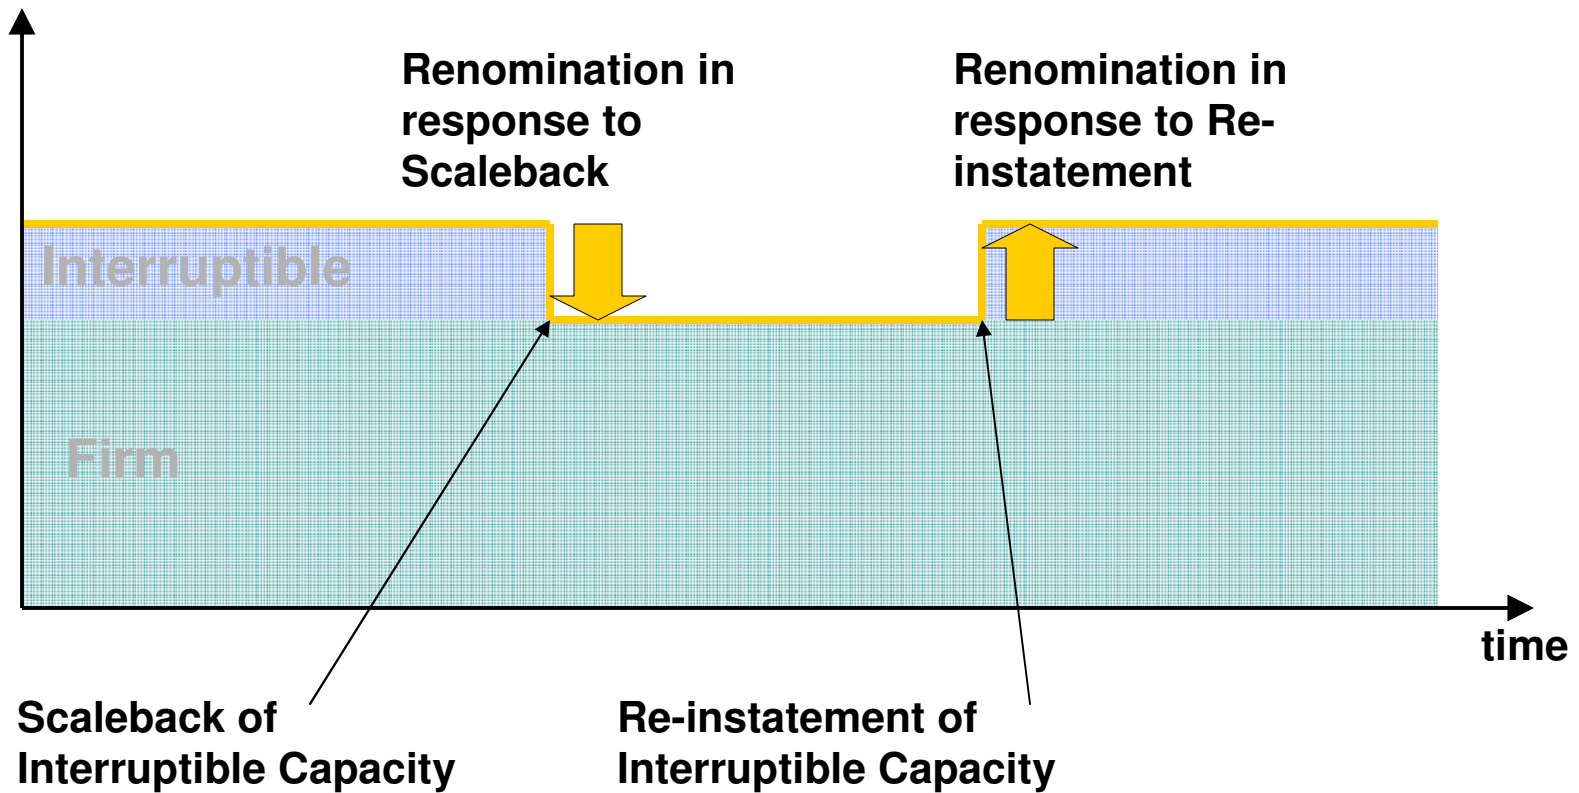 Renomination in
response to
Scaleback
Renomination in
response to Re-
instatement
Interruptible
Firm
time
Scaleback of
Interruptible Capacity
Re-instatement of
Interruptible Capacity